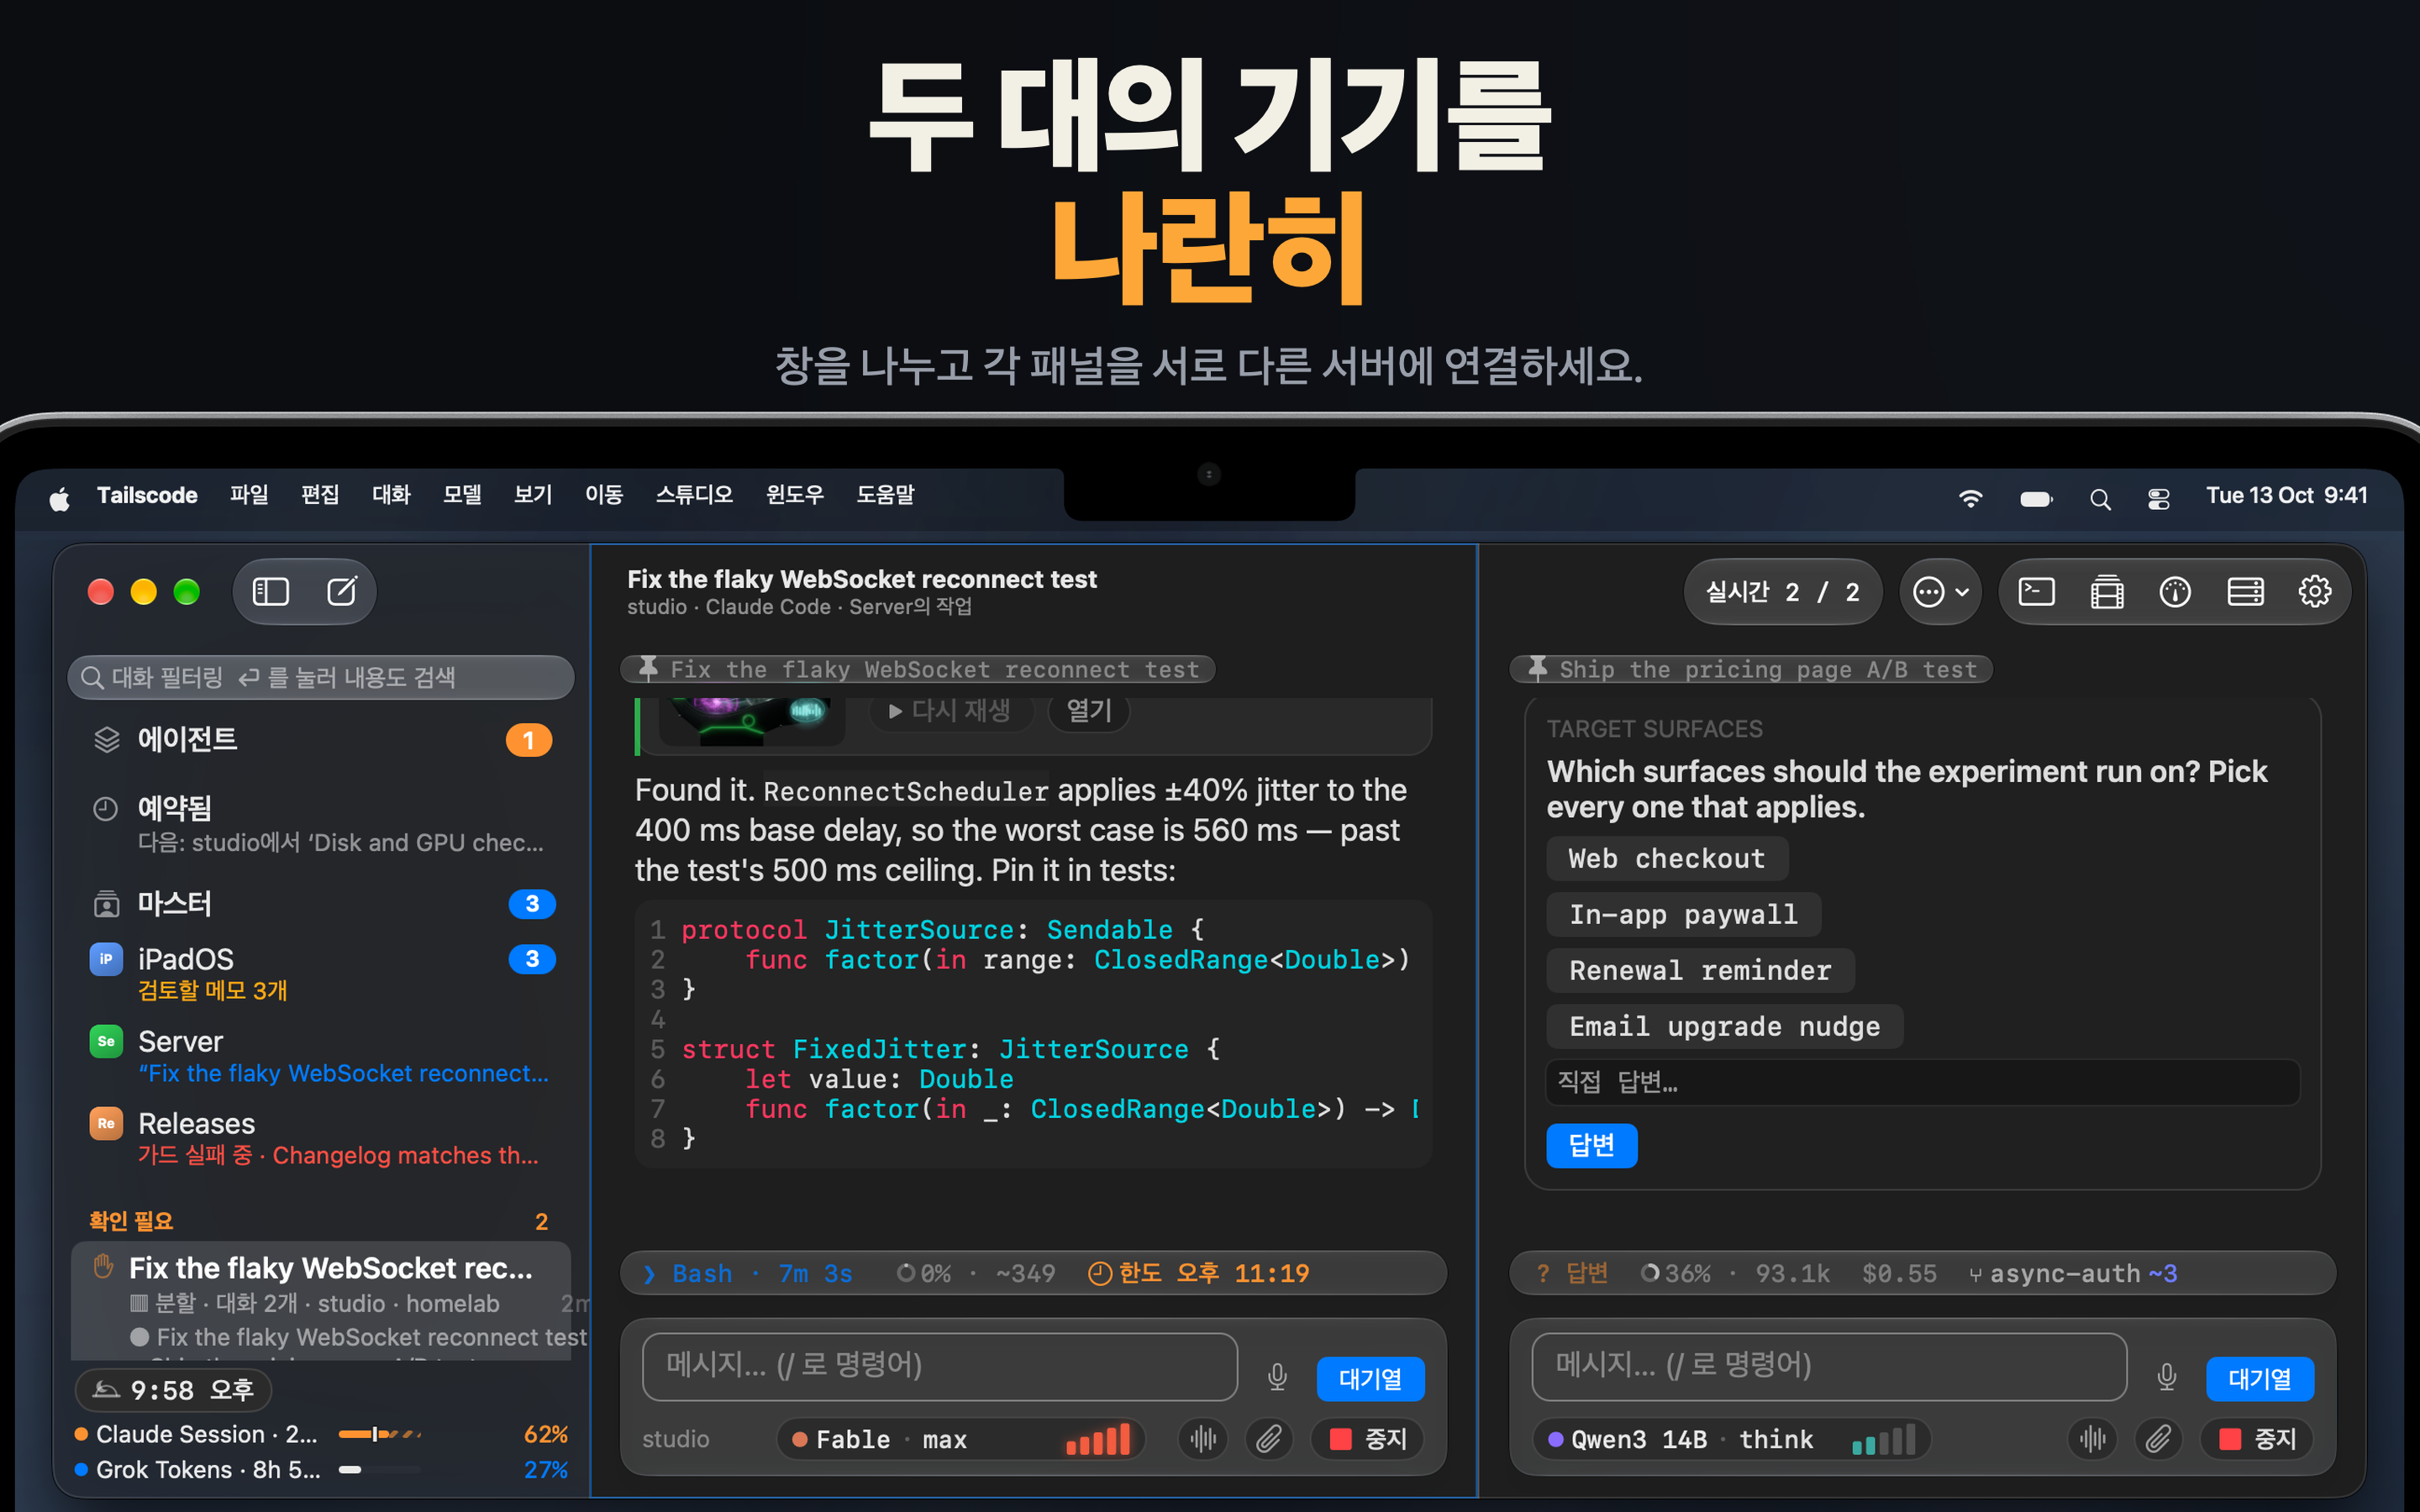 두 대의 기기를
나란히
창을 나누고 각 패널을 서로 다른 서버에 연결하세요.
Tailscode 파일 편집 대화 모델 보기 이동 스튜디오 윈도우 도움말
Tue 13 Oct 9:41
대화 필터링 ⏎ 를 눌러 내용도 검색
에이전트 1
예약됨
다음: studio에서 ‘Disk and GPU chec...
마스터 3
iP iPadOS 3
검토할 메모 3개
Se Server
“Fix the flaky WebSocket reconnect...
Re Releases
가드 실패 중 · Changelog matches th...
확인 필요 2
Fix the flaky WebSocket rec...
분할 · 대화 2개 · studio · homelab 2m
Fix the flaky WebSocket reconnect test
9:58 오후
Claude Session · 2... 62%
Grok Tokens · 8h 5... 27%
Fix the flaky WebSocket reconnect test
studio · Claude Code · Server의 작업
Fix the flaky WebSocket reconnect test
다시 재생 열기
Found it. ReconnectScheduler applies ±40% jitter to the
400 ms base delay, so the worst case is 560 ms — past
the test's 500 ms ceiling. Pin it in tests:
1 protocol JitterSource: Sendable {
2 func factor(in range: ClosedRange<Double>)
3 }
4
5 struct FixedJitter: JitterSource {
6 let value: Double
7 func factor(in _: ClosedRange<Double>) -> D
8 }
❯ Bash · 7m 3s 0% · ~349 한도 오후 11:19
메시지... (/ 로 명령어) 대기열
studio Fable · max 중지
실시간 2 / 2
Ship the pricing page A/B test
TARGET SURFACES
Which surfaces should the experiment run on? Pick
every one that applies.
Web checkout
In-app paywall
Renewal reminder
Email upgrade nudge
직접 답변…
답변
? 답변 36% · 93.1k $0.55 async-auth ~3
메시지... (/ 로 명령어) 대기열
Qwen3 14B · think 중지